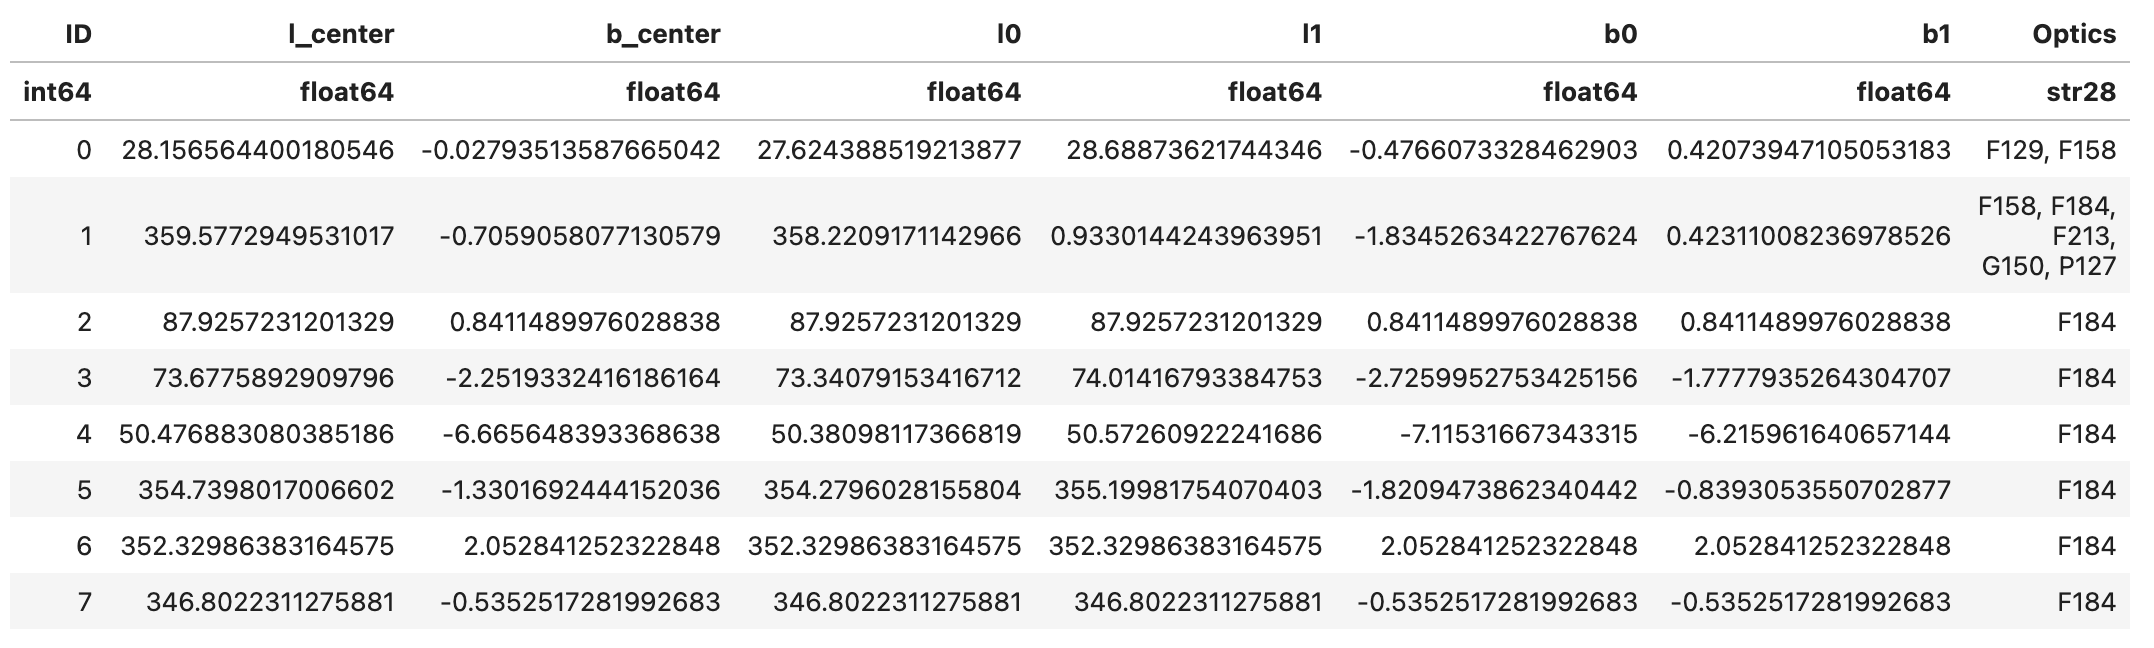 ID l_center b_center l0 l1 b0 b1 Optics
int64 float64 float64 float64 float64 float64 float64 str28
0 28.156564400180546 -0.02793513587665042 27.624388519213877 28.68873621744346 -0.4766073328462903 0.42073947105053183 F129, F158
1 359.5772949531017 -0.7059058077130579 358.2209171142966 0.9330144243963951 -1.8345263422767624 0.42311008236978526 F158, F184,
F213,
G150, P127
2 87.9257231201329 0.8411489976028838 87.9257231201329 87.9257231201329 0.8411489976028838 0.8411489976028838 F184
3 73.6775892909796 -2.2519332416186164 73.34079153416712 74.01416793384753 -2.7259952753425156 -1.7777935264304707 F184
4 50.476883080385186 -6.665648393368638 50.38098117366819 50.57260922241686 -7.11531667343315 -6.215961640657144 F184
5 354.7398017006602 -1.3301692444152036 354.2796028155804 355.19981754070403 -1.8209473862340442 -0.8393053550702877 F184
6 352.32986383164575 2.052841252322848 352.32986383164575 352.32986383164575 2.052841252322848 2.052841252322848 F184
7 346.8022311275881 -0.5352517281992683 346.8022311275881 346.8022311275881 -0.5352517281992683 -0.5352517281992683 F184